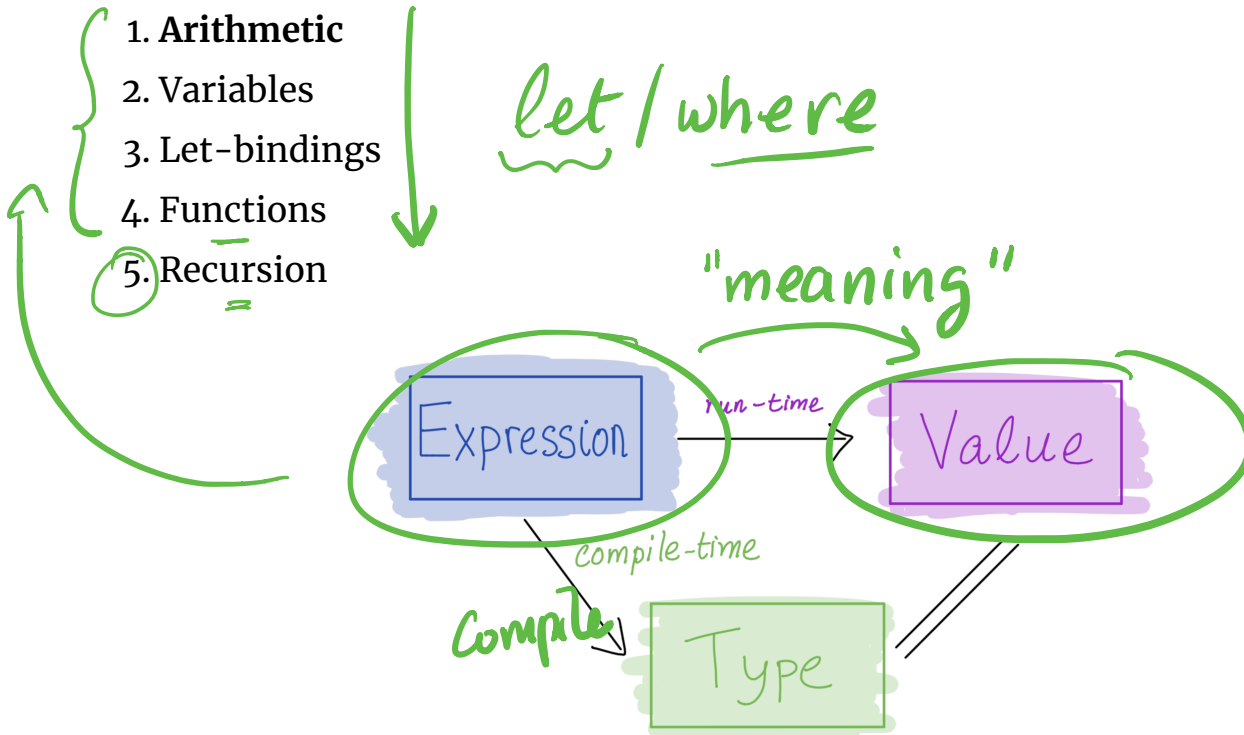 1. Arithmetic
2. Variables
3. Let-bindings
4. Functions
5. Recursion
let / where
"meaning"
run-time
Expression
Value
compile-time
Compile
Type